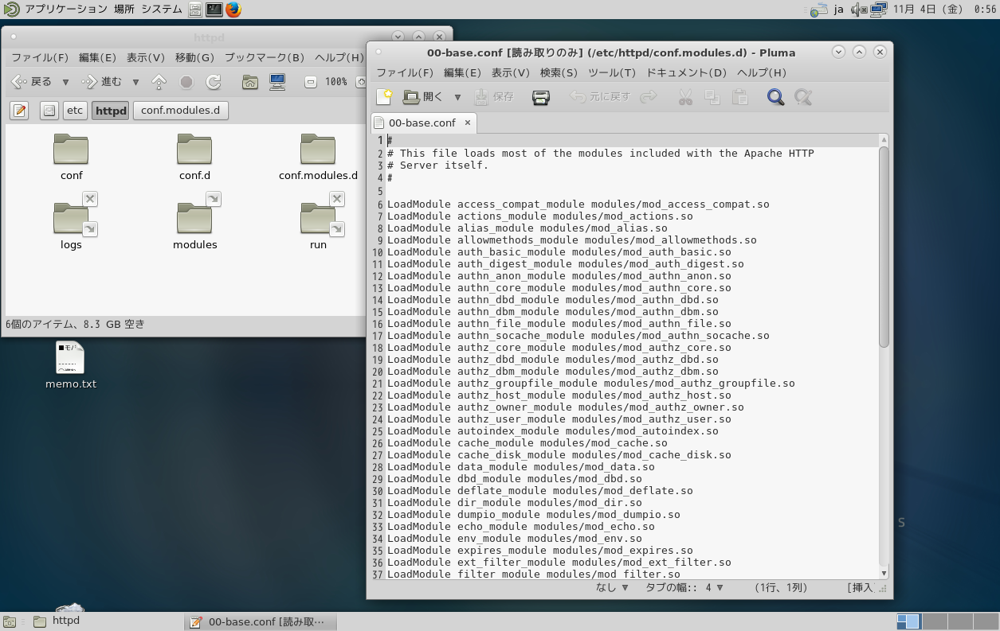 アプリケーション 場所 システム
ja 11月 4日 (金) 0:56
httpd
ファイル(F) 編集(E) 表示(V) 移動(G) ブックマーク(B) ヘルプ(H)
戻る 進む 100%
etc httpd conf.modules.d
conf conf.d conf.modules.d
logs modules run
6個のアイテム、8.3 GB 空き
memo.txt
00-base.conf [読み取りのみ] (/etc/httpd/conf.modules.d) - Pluma
ファイル(F) 編集(E) 表示(V) 検索(S) ツール(T) ドキュメント(D) ヘルプ(H)
開く 保存 元に戻す
00-base.conf
1 #
2 # This file loads most of the modules included with the Apache HTTP
3 # Server itself.
4 #
5
6 LoadModule access_compat_module modules/mod_access_compat.so
7 LoadModule actions_module modules/mod_actions.so
8 LoadModule alias_module modules/mod_alias.so
9 LoadModule allowmethods_module modules/mod_allowmethods.so
10 LoadModule auth_basic_module modules/mod_auth_basic.so
11 LoadModule auth_digest_module modules/mod_auth_digest.so
12 LoadModule authn_anon_module modules/mod_authn_anon.so
13 LoadModule authn_core_module modules/mod_authn_core.so
14 LoadModule authn_dbd_module modules/mod_authn_dbd.so
15 LoadModule authn_dbm_module modules/mod_authn_dbm.so
16 LoadModule authn_file_module modules/mod_authn_file.so
17 LoadModule authn_socache_module modules/mod_authn_socache.so
18 LoadModule authz_core_module modules/mod_authz_core.so
19 LoadModule authz_dbd_module modules/mod_authz_dbd.so
20 LoadModule authz_dbm_module modules/mod_authz_dbm.so
21 LoadModule authz_groupfile_module modules/mod_authz_groupfile.so
22 LoadModule authz_host_module modules/mod_authz_host.so
23 LoadModule authz_owner_module modules/mod_authz_owner.so
24 LoadModule authz_user_module modules/mod_authz_user.so
25 LoadModule autoindex_module modules/mod_autoindex.so
26 LoadModule cache_module modules/mod_cache.so
27 LoadModule cache_disk_module modules/mod_cache_disk.so
28 LoadModule data_module modules/mod_data.so
29 LoadModule dbd_module modules/mod_dbd.so
30 LoadModule deflate_module modules/mod_deflate.so
31 LoadModule dir_module modules/mod_dir.so
32 LoadModule dumpio_module modules/mod_dumpio.so
33 LoadModule echo_module modules/mod_echo.so
34 LoadModule env_module modules/mod_env.so
35 LoadModule expires_module modules/mod_expires.so
36 LoadModule ext_filter_module modules/mod_ext_filter.so
37 LoadModule filter_module modules/mod_filter.so
なし タブの幅:: 4 (1行、1列) [挿入
S
httpd 00-base.conf [読み取…